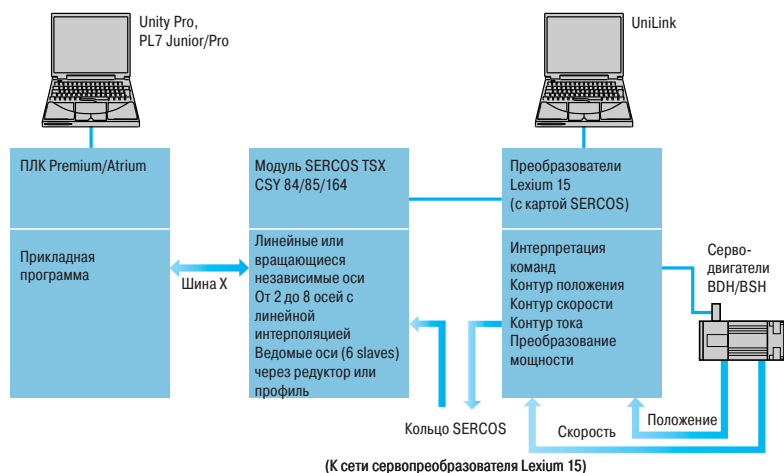 Unity Pro,
PL7 Junior/Pro
UniLink
ПЛК Premium/Atrium
Модуль SERCOS TSX
CSY 84/85/164
Преобразователи
Lexium 15
(с картой SERCOS)
Прикладная
программа
Шина X
Линейные или
вращающиеся
независимые оси
От 2 до 8 осей с
линейной
интерполяцией
Ведомые оси (6 slaves)
через редуктор или
профиль
Интерпретация
команд
Контур положения
Контур скорости
Контур тока
Преобразование
мощности
Серво-
двигатели
BDH/BSH
Кольцо SERCOS
Скорость
Положение
(К сети сервопреобразователя Lexium 15)